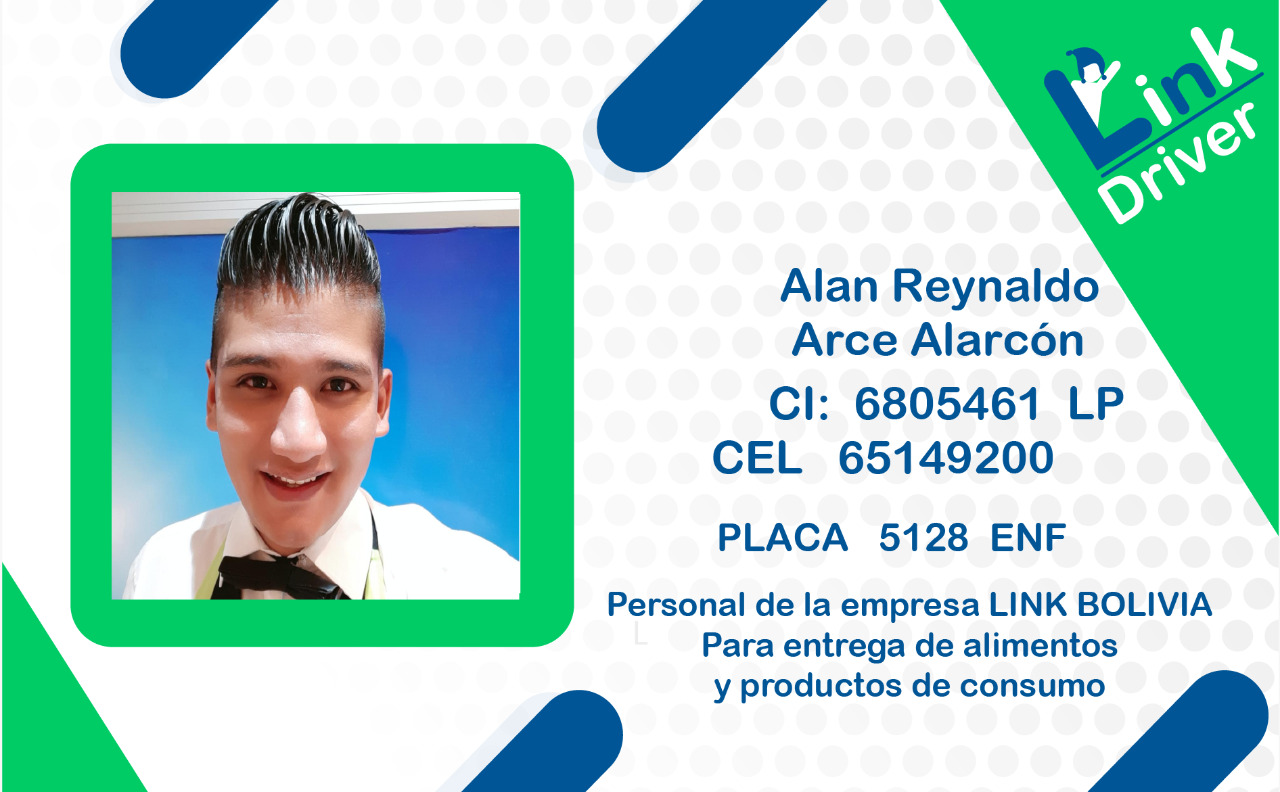 Link
Driver
Alan Reynaldo
Arce Alarcón
CI: 6805461 LP
CEL 65149200
PLACA 5128 ENF
Personal de la empresa LINK BOLIVIA
L
Para entrega de alimentos
y productos de consumo